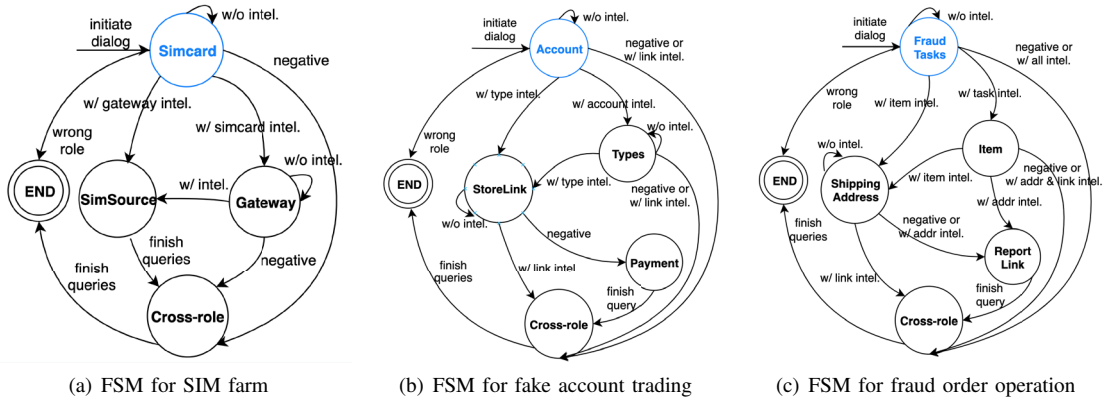 initiate
dialog
Simcard
w/o intel.
negative
w/ gateway intel.
w/ simcard intel.
wrong
role
w/o intel.
END
SimSource
w/ intel.
Gateway
finish
queries
negative
finish
queries
Cross-role
(a) FSM for SIM farm
initiate
dialog
Account
w/o intel.
negative or
w/ link intel.
w/ type intel.
w/ account intel.
w/o intel.
wrong
role
Types
END
StoreLink
w/ type intel.
negative or
w/ link intel.
w/o intel.
negative
w/ link intel.
Payment
finish
queries
finish
query
Cross-role
(b) FSM for fake account trading
initiate
dialog
Fraud
Tasks
w/o intel.
negative or
w/ all intel.
wrong
role
w/ item intel.
w/ task intel.
w/o intel.
Item
END
Shipping
Address
w/ item intel.
negative or
w/ addr & link intel.
w/ addr intel.
finish
queries
negative or
w/ addr intel.
w/ link intel.
Report
Link
finish
query
Cross-role
(c) FSM for fraud order operation